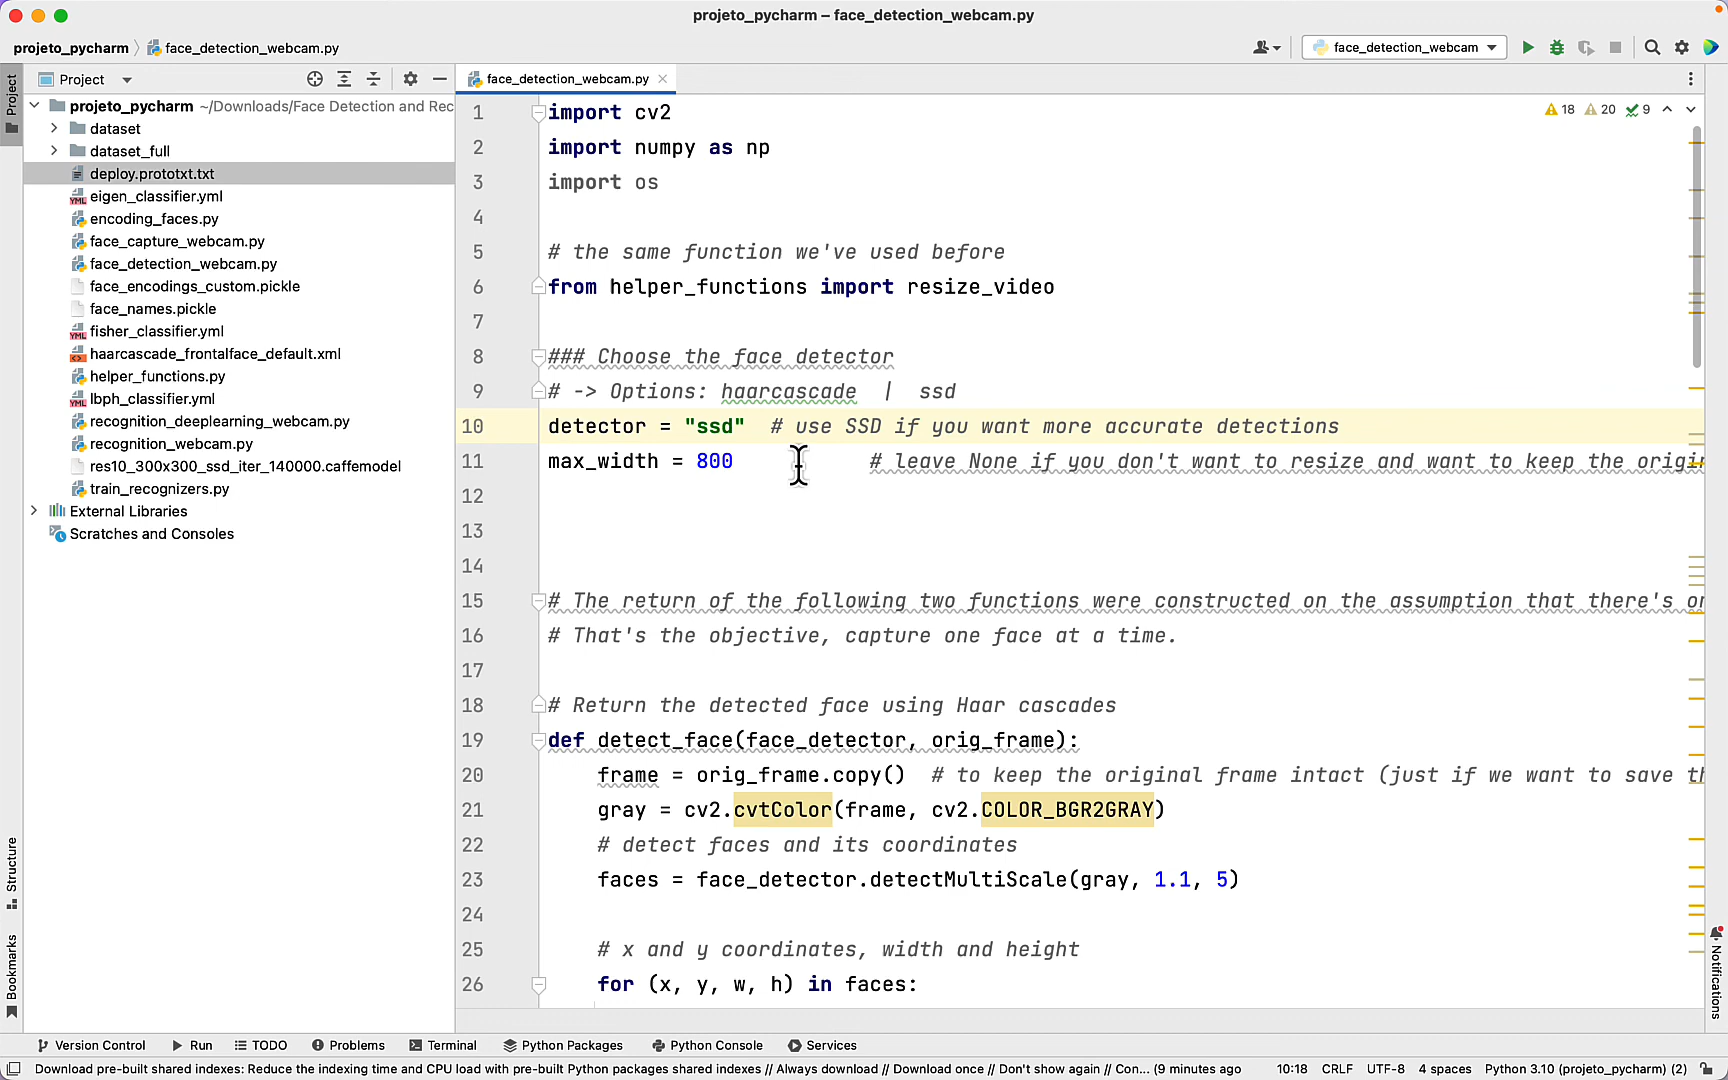 projeto_pycharm – face_detection_webcam.py
projeto_pycharm
face_detection_webcam.py
face_detection_webcam
Project
Project
face_detection_webcam.py
projeto_pycharm ~/Downloads/Face Detection and Rec
dataset
dataset_full
deploy.prototxt.txt
eigen_classifier.yml
encoding_faces.py
face_capture_webcam.py
face_detection_webcam.py
face_encodings_custom.pickle
face_names.pickle
fisher_classifier.yml
haarcascade_frontalface_default.xml
helper_functions.py
lbph_classifier.yml
recognition_deeplearning_webcam.py
recognition_webcam.py
res10_300x300_ssd_iter_140000.caffemodel
train_recognizers.py
External Libraries
Scratches and Consoles
18 20 9
1 import cv2
2 import numpy as np
3 import os
4
5 # the same function we've used before
6 from helper_functions import resize_video
7
8 ### Choose the face detector
9 # -> Options: haarcascade | ssd
10 detector = "ssd" # use SSD if you want more accurate detections
11 max_width = 800 # leave None if you don't want to resize and want to keep the origin
12
13
14
15 # The return of the following two functions were constructed on the assumption that there's on
16 # That's the objective, capture one face at a time.
17
18 # Return the detected face using Haar cascades
19 def detect_face(face_detector, orig_frame):
20 frame = orig_frame.copy() # to keep the original frame intact (just if we want to save th
21 gray = cv2.cvtColor(frame, cv2.COLOR_BGR2GRAY)
22 # detect faces and its coordinates
23 faces = face_detector.detectMultiScale(gray, 1.1, 5)
24
25 # x and y coordinates, width and height
26 for (x, y, w, h) in faces:
Structure
Bookmarks
Notifications
Version Control
Run
TODO
Problems
Terminal
Python Packages
Python Console
Services
Download pre-built shared indexes: Reduce the indexing time and CPU load with pre-built Python packages shared indexes // Always download // Download once // Don't show again // Con... (9 minutes ago)
10:18 CRLF UTF-8 4 spaces Python 3.10 (projeto_pycharm) (2)